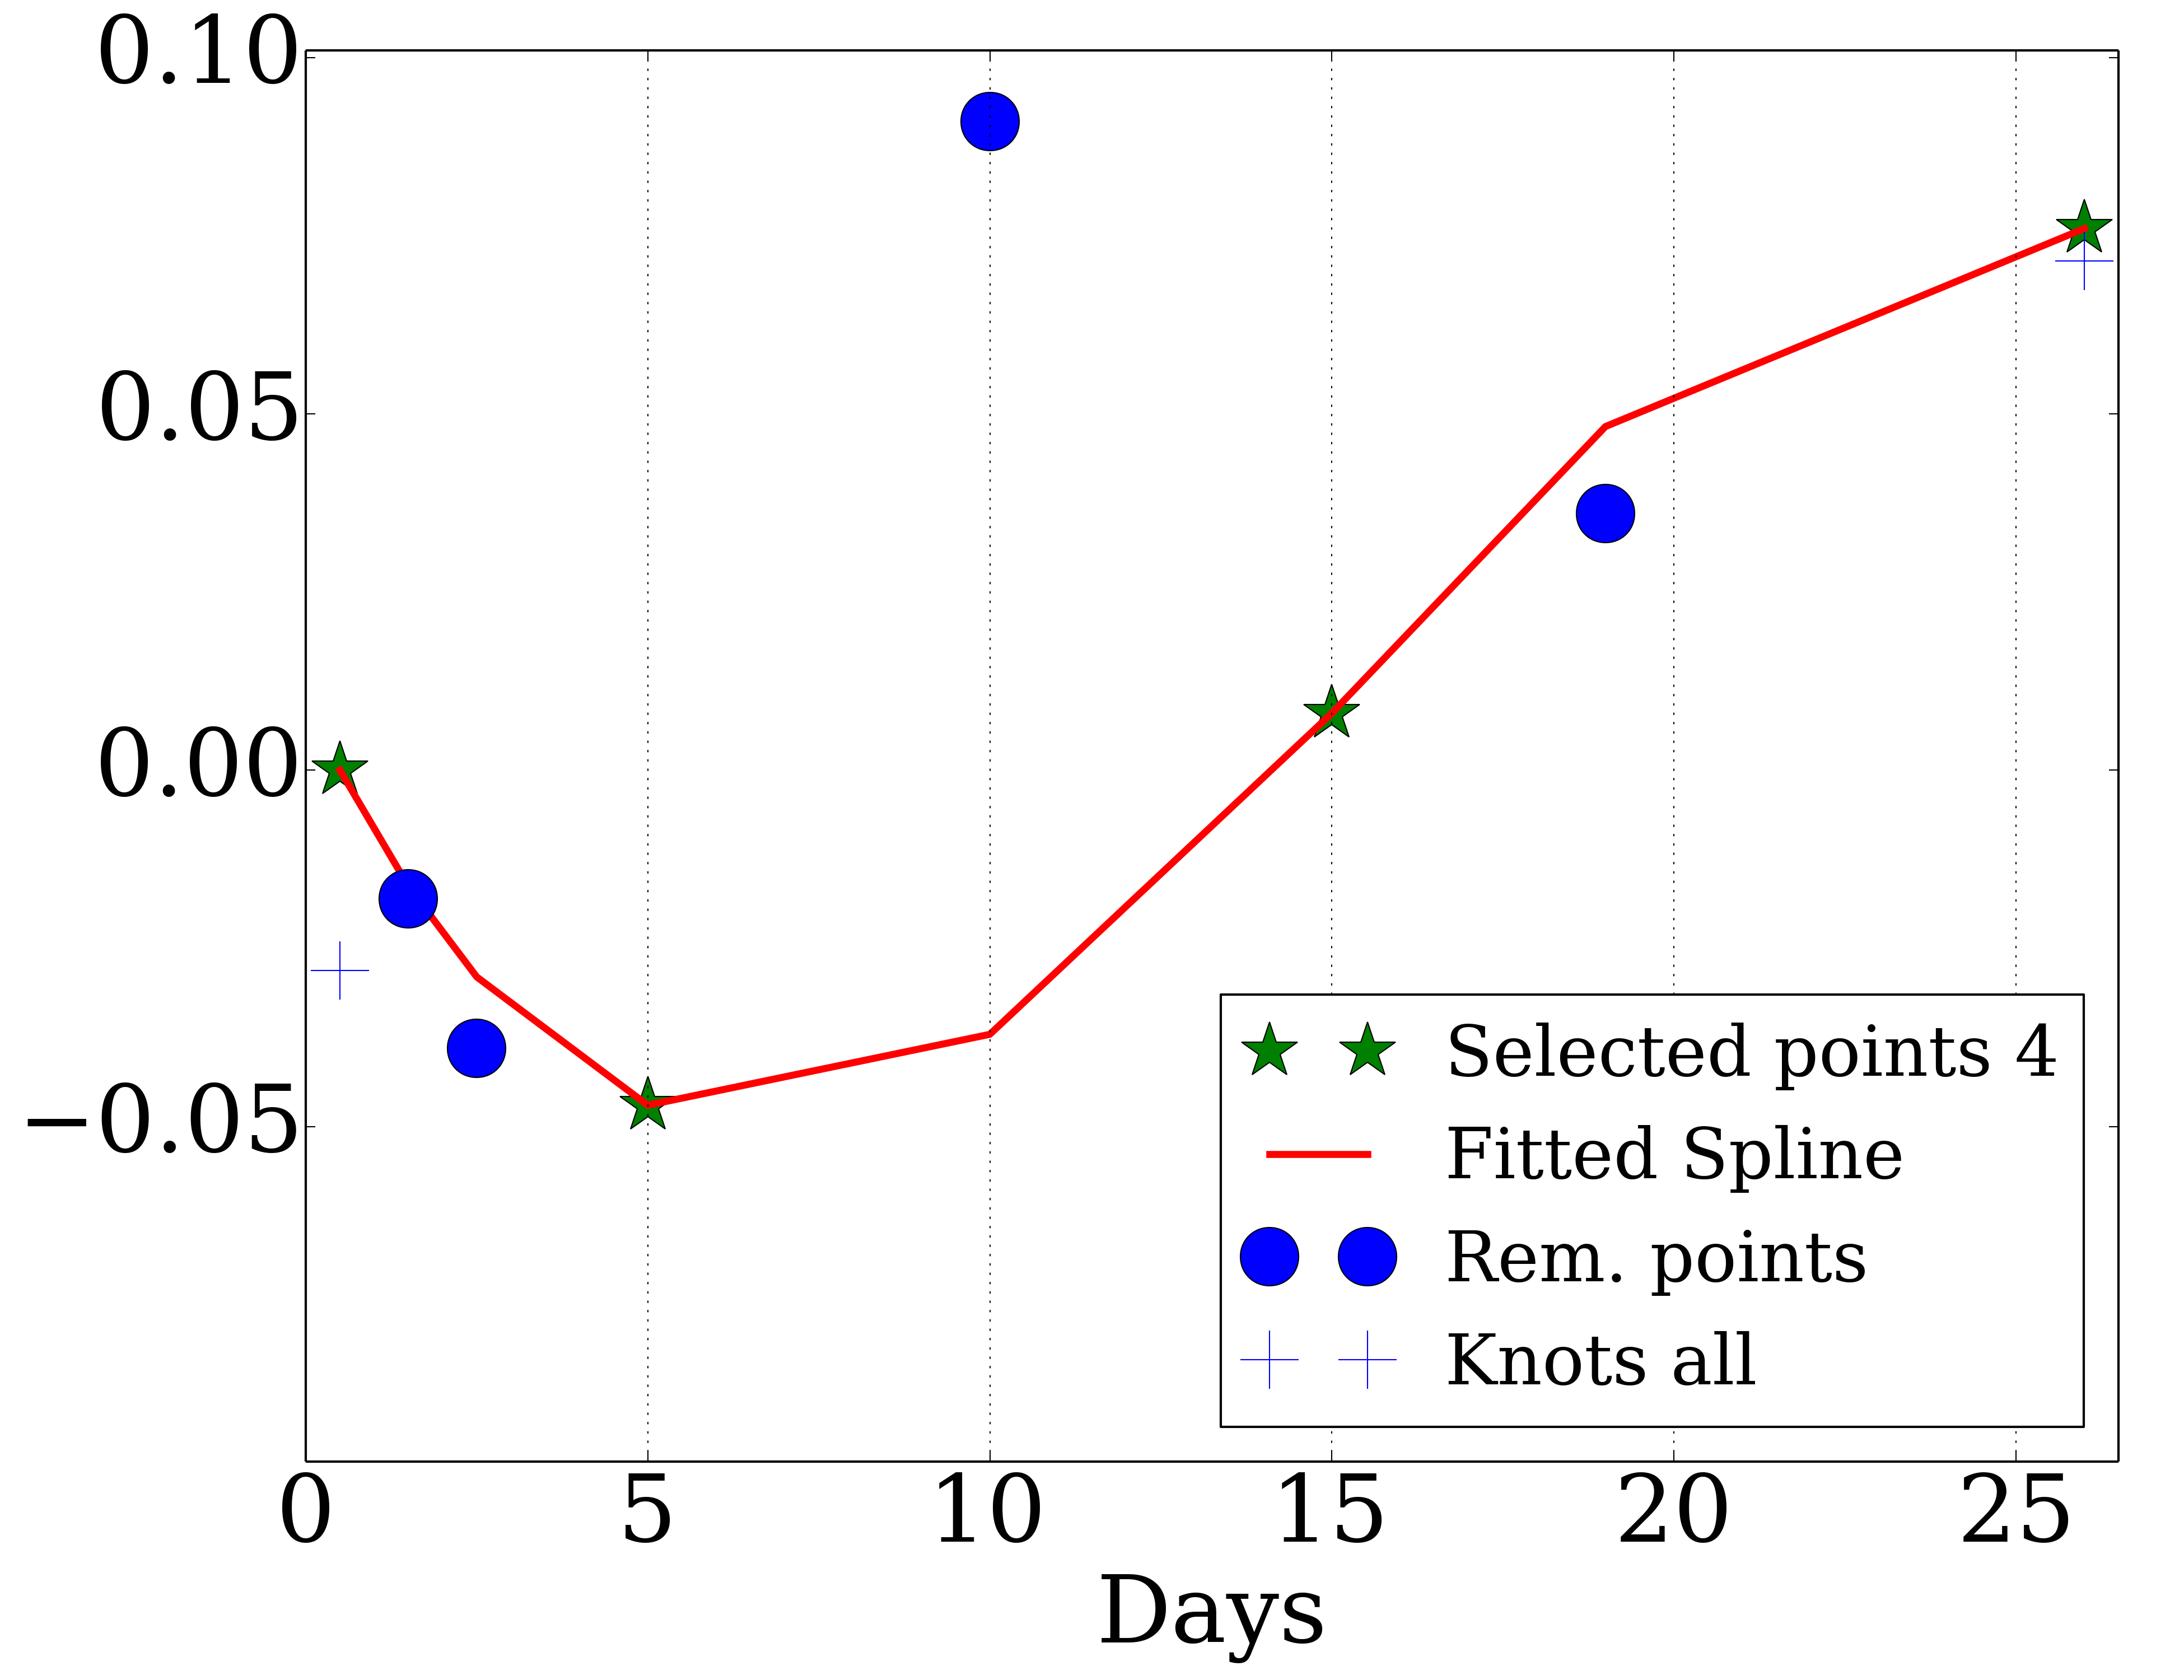 0.10
0.05
0.00
−0.05
0 5 10 15 20 25
Days
Selected points 4
Fitted Spline
Rem. points
Knots all